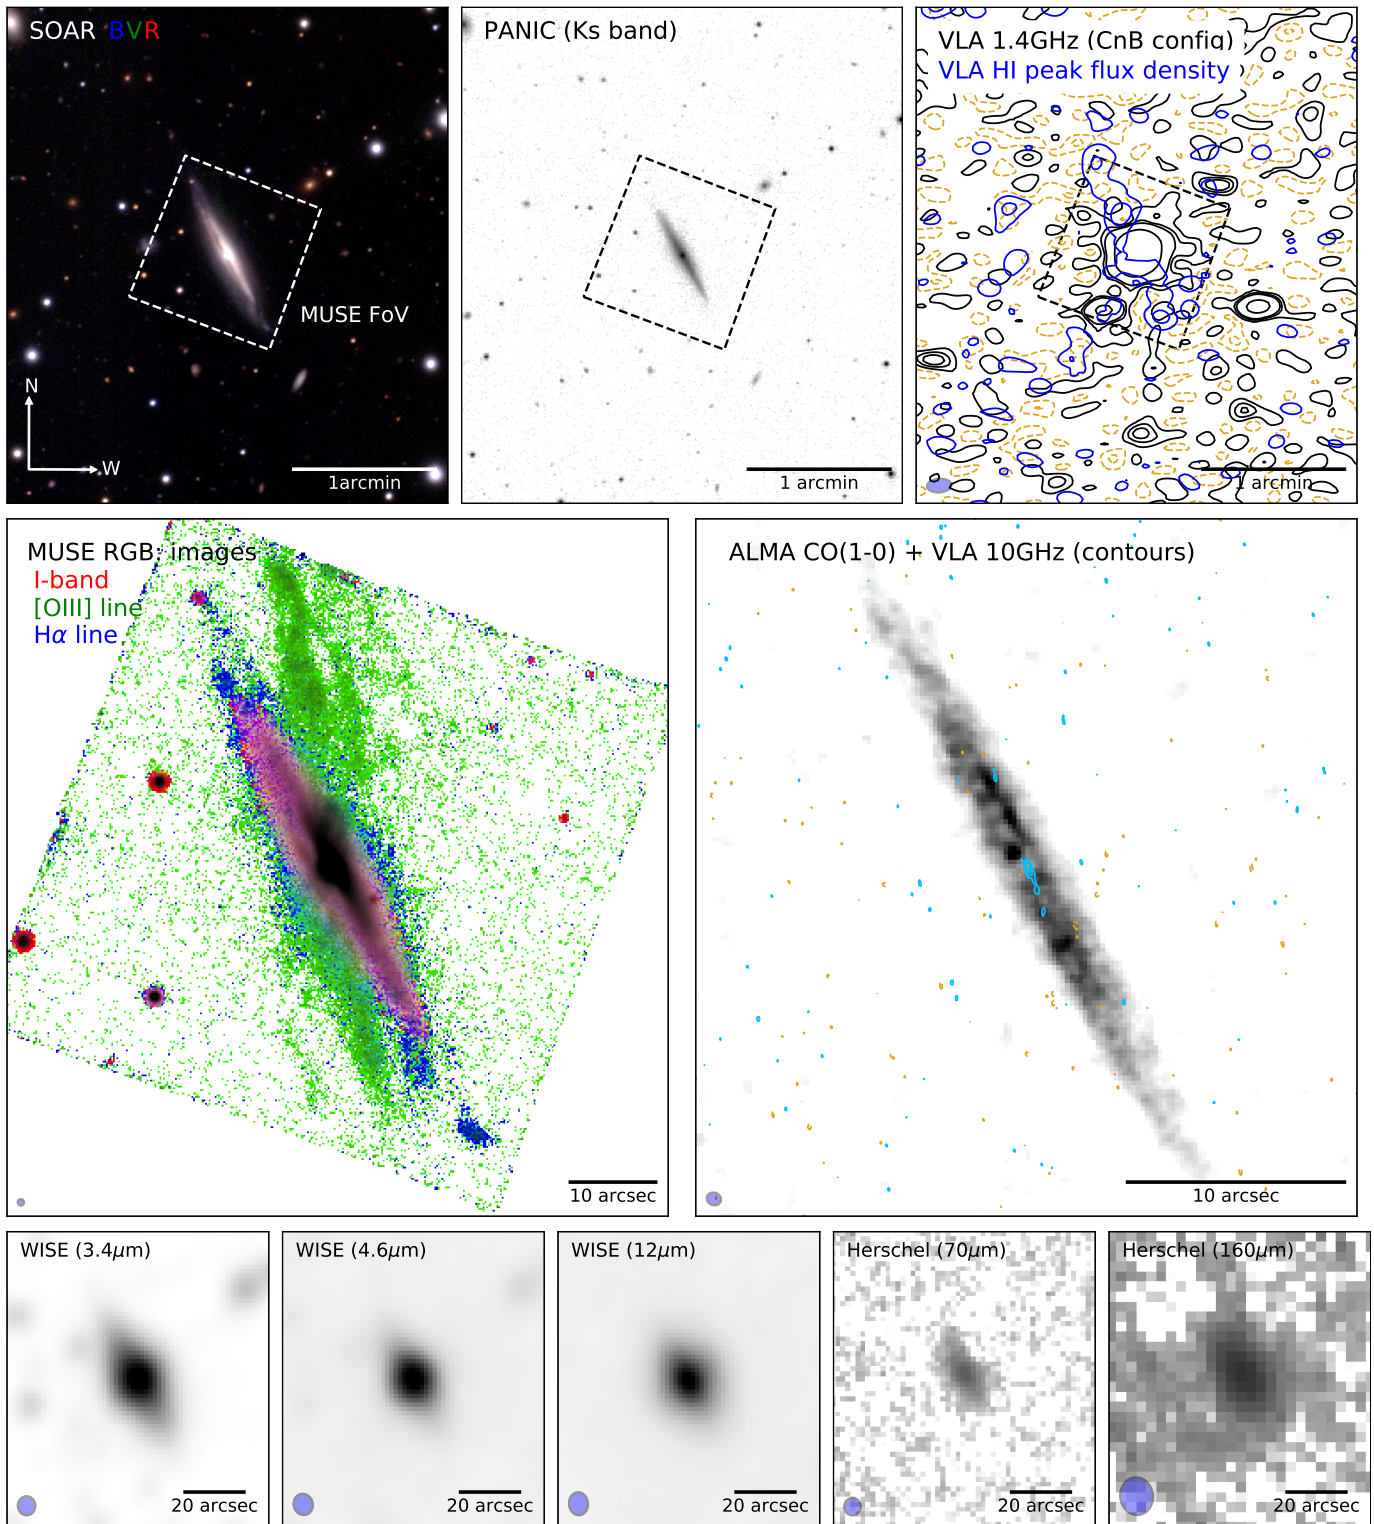 SOAR BVR
MUSE FoV
N
W
1arcmin
PANIC (Ks band)
1 arcmin
VLA 1.4GHz (CnB config)
VLA HI peak flux density
1 arcmin
MUSE RGB images
I-band
[OIII] line
Hα line
10 arcsec
ALMA CO(1-0) + VLA 10GHz (contours)
10 arcsec
WISE (3.4μm)
20 arcsec
WISE (4.6μm)
20 arcsec
WISE (12μm)
20 arcsec
Herschel (70μm)
20 arcsec
Herschel (160μm)
20 arcsec